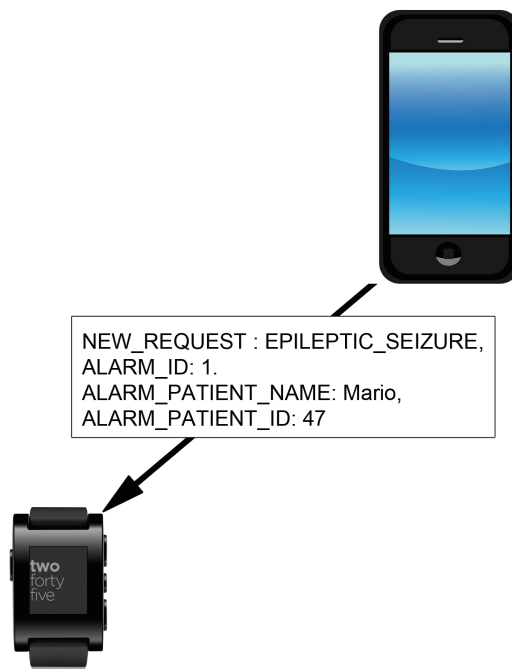 NEW_REQUEST : EPILEPTIC_SEIZURE,
ALARM_ID: 1.
ALARM_PATIENT_NAME: Mario,
ALARM_PATIENT_ID: 47
two
forty
five